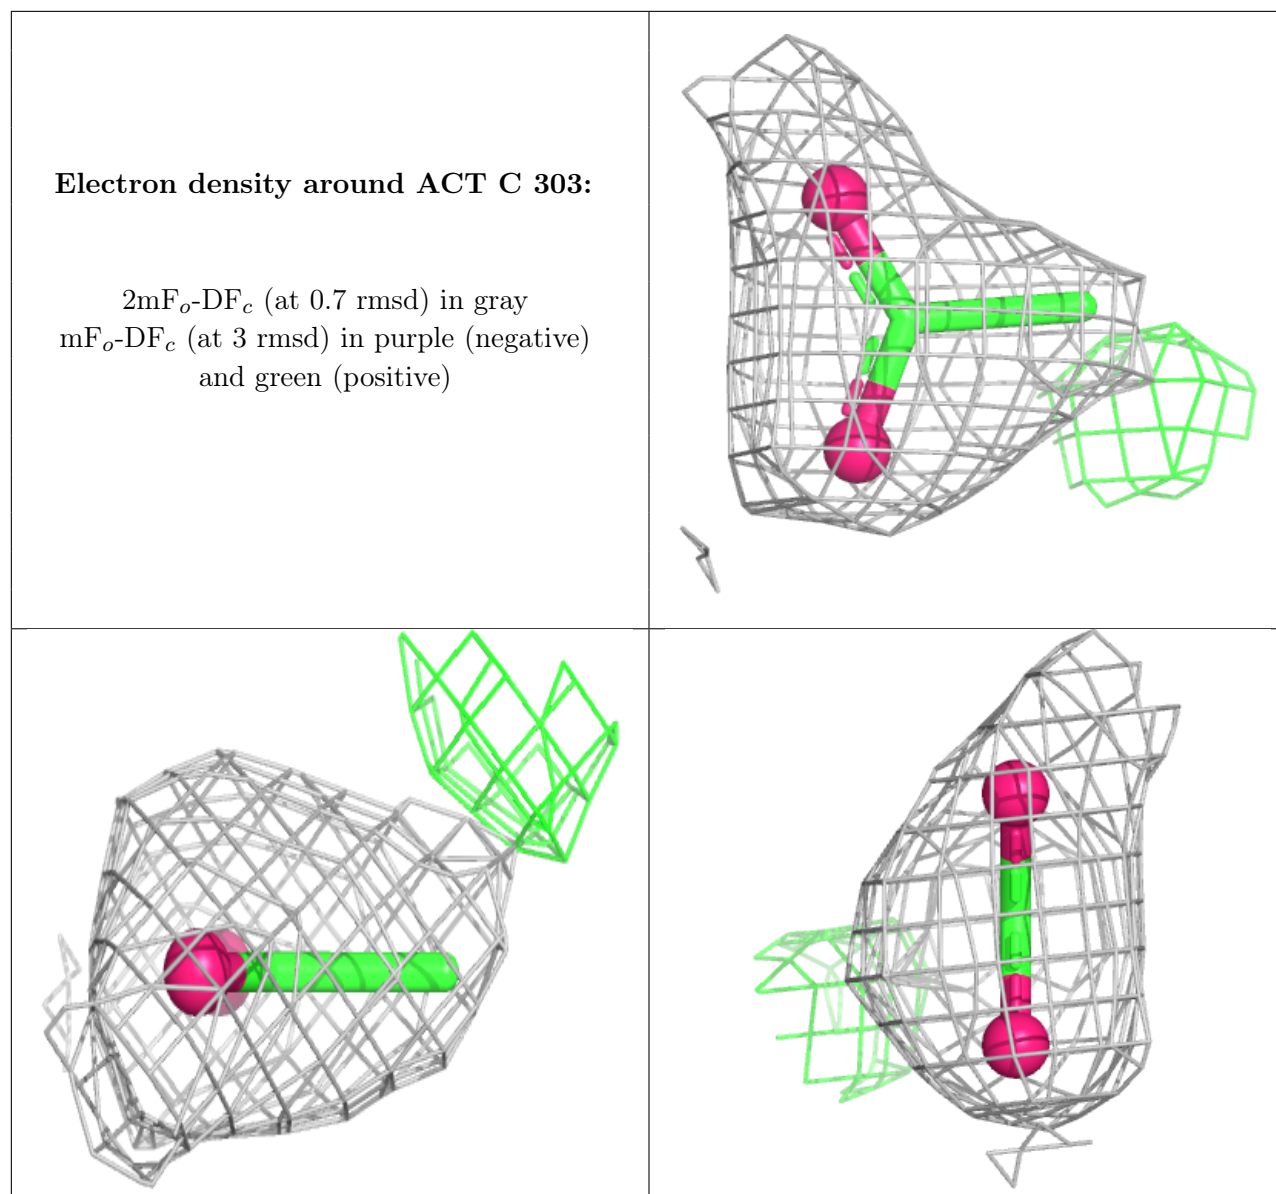 Electron density around ACT C 303:
2mFo-DFc (at 0.7 rmsd) in gray
mFo-DFc (at 3 rmsd) in purple (negative)
and green (positive)